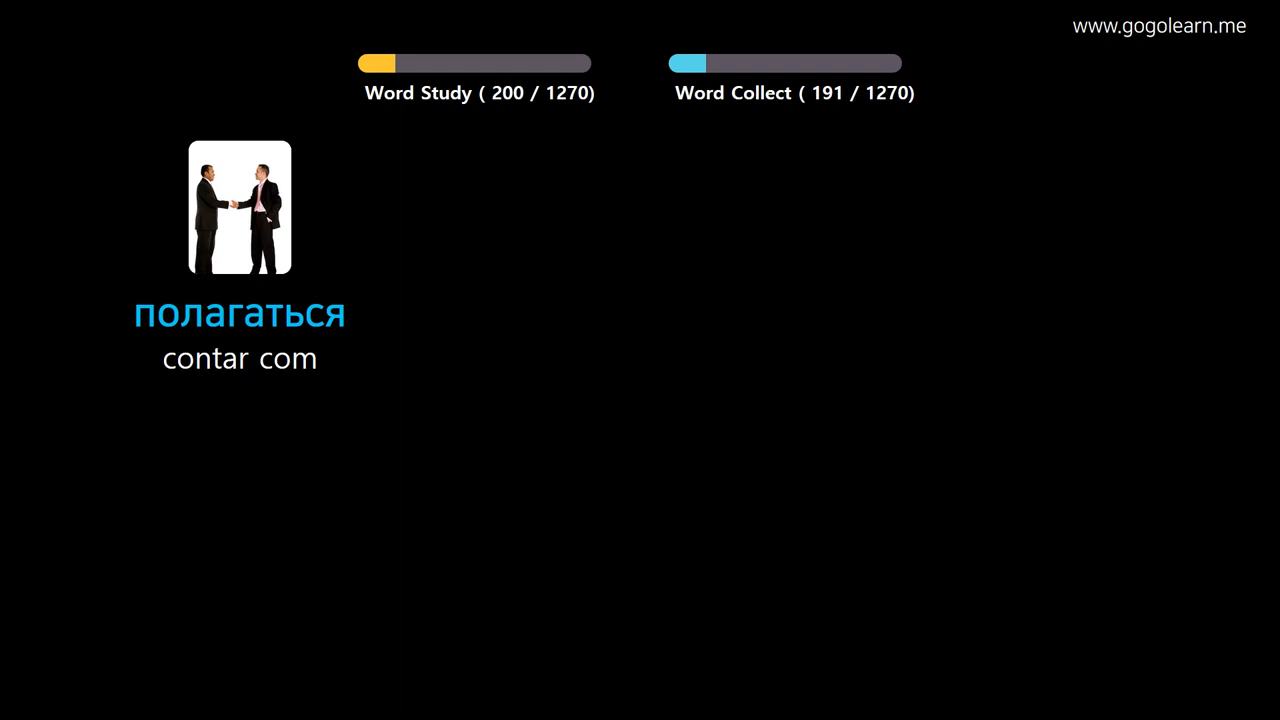 www.gogolearn.me
Word Study ( 200 / 1270)
Word Collect ( 191 / 1270)
полагаться
contar com